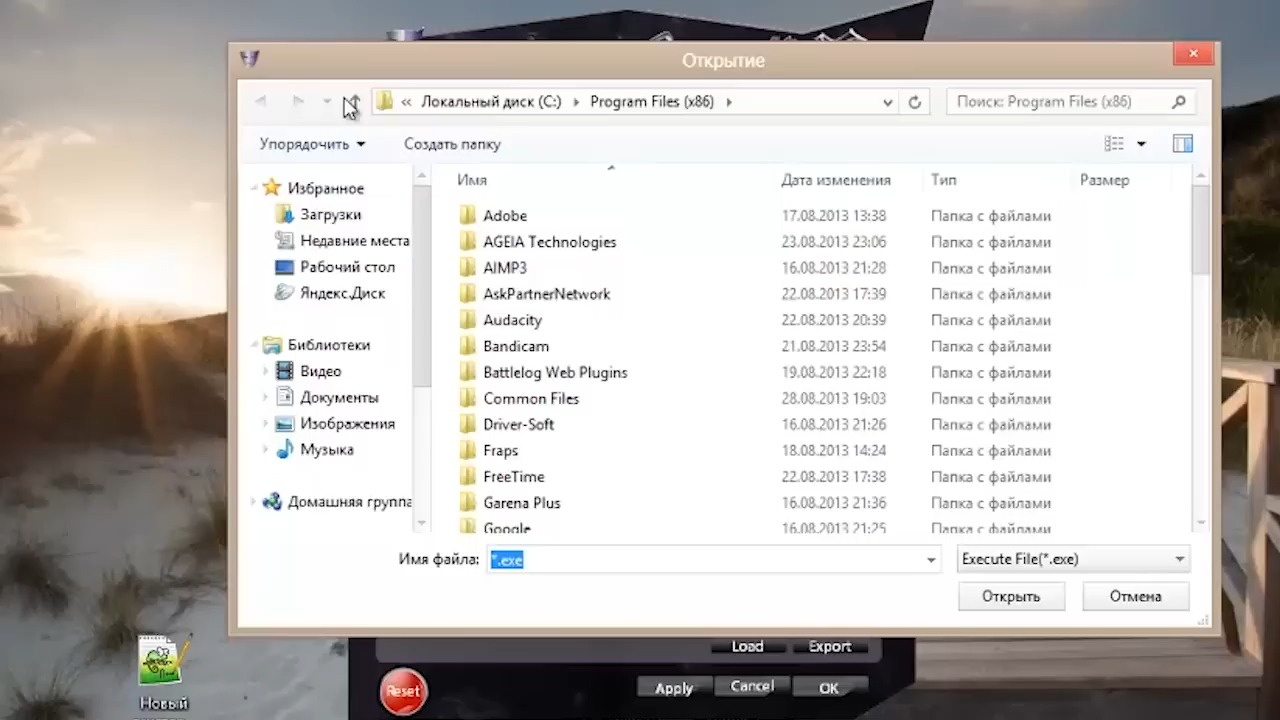 Открытие
« Локальный диск (C:) Program Files (x86)
Поиск: Program Files (x86)
Упорядочить
Создать папку
Избранное
Загрузки
Недавние места
Рабочий стол
Яндекс.Диск
Библиотеки
Видео
Документы
Изображения
Музыка
Домашняя группа
Имя Дата изменения Тип Размер
Adobe 17.08.2013 13:38 Папка с файлами
AGEIA Technologies 23.08.2013 23:06 Папка с файлами
AIMP3 16.08.2013 21:28 Папка с файлами
AskPartnerNetwork 22.08.2013 17:39 Папка с файлами
Audacity 22.08.2013 20:39 Папка с файлами
Bandicam 21.08.2013 23:54 Папка с файлами
Battlelog Web Plugins 19.08.2013 22:18 Папка с файлами
Common Files 28.08.2013 19:03 Папка с файлами
Driver-Soft 16.08.2013 21:26 Папка с файлами
Fraps 18.08.2013 14:24 Папка с файлами
FreeTime 22.08.2013 17:38 Папка с файлами
Garena Plus 16.08.2013 21:36 Папка с файлами
Google 16.08.2013 21:25 Папка с файлами
Имя файла: *.exe
Execute File(*.exe)
Открыть
Отмена
Load Export
Reset
Apply Cancel OK
Новый